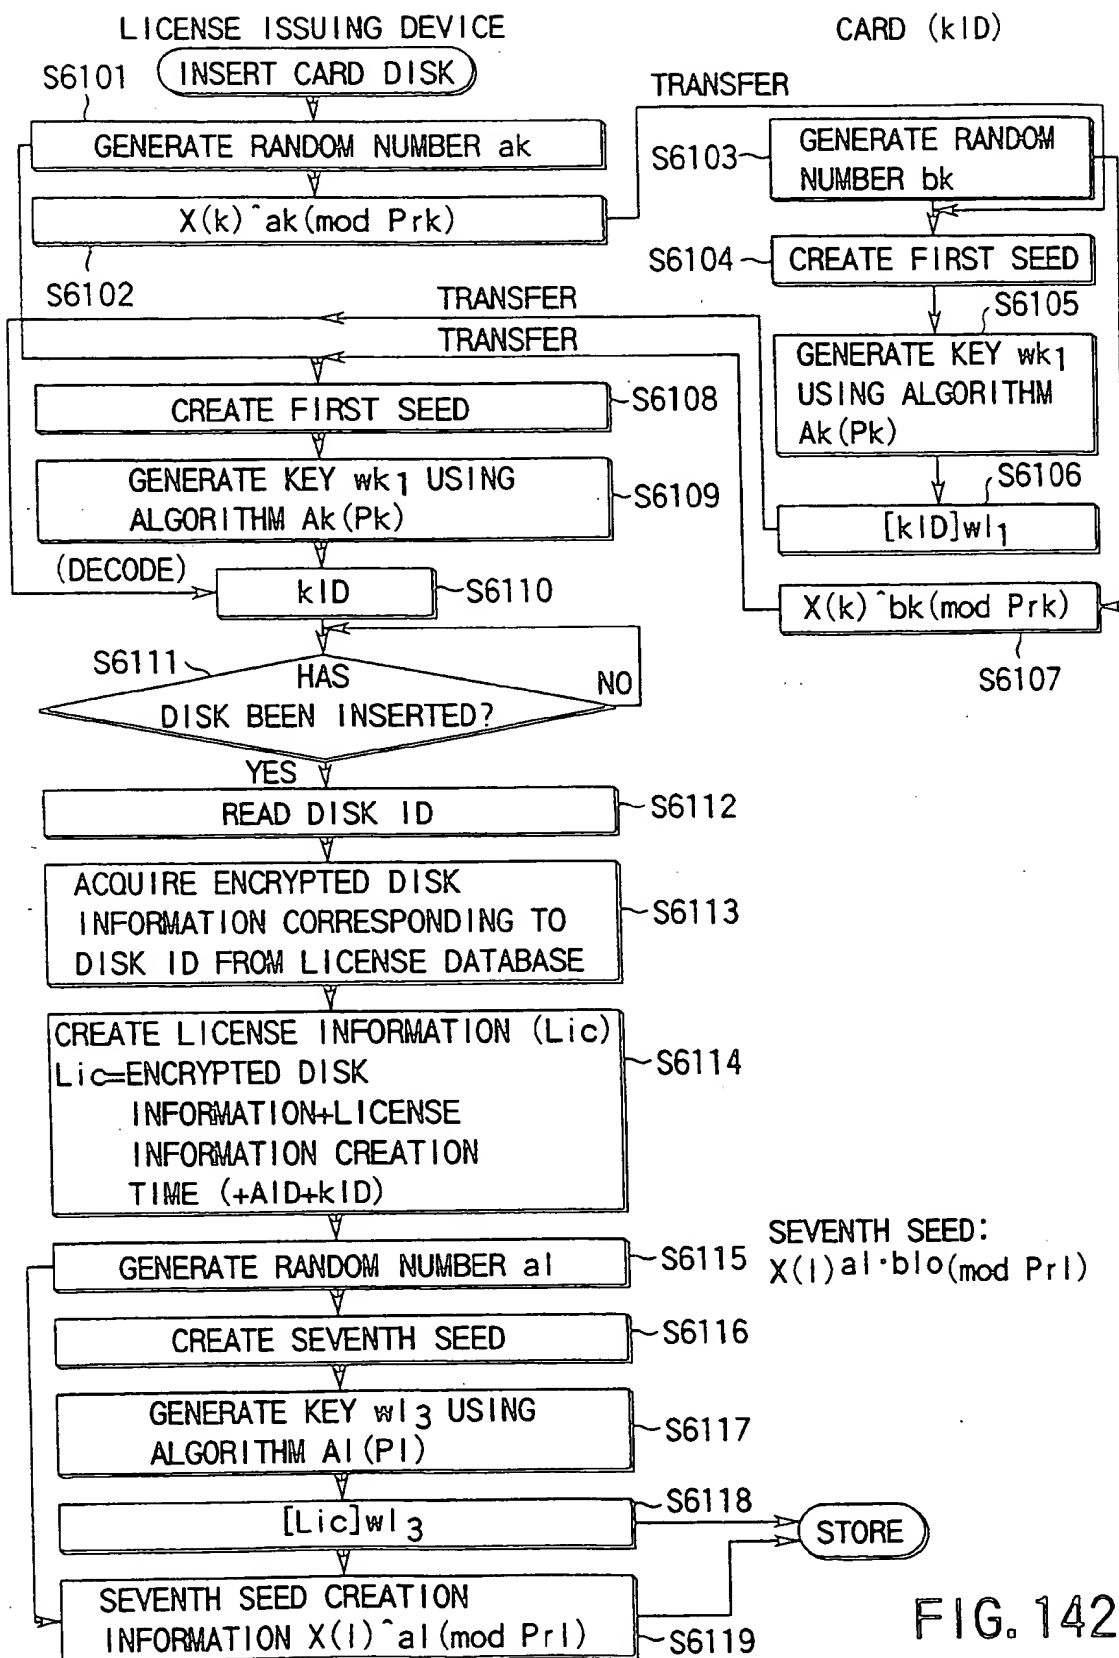 LICENSE ISSUING DEVICE
CARD (kID)
INSERT CARD DISK
S6101
GENERATE RANDOM NUMBER ak
X(k)^ak(mod Prk)
S6102
TRANSFER
S6103
GENERATE RANDOM
NUMBER bk
S6104
CREATE FIRST SEED
S6105
GENERATE KEY wk1
USING ALGORITHM
Ak(Pk)
S6106
[kID]wl1
X(k)^bk(mod Prk)
S6107
TRANSFER
TRANSFER
CREATE FIRST SEED
S6108
GENERATE KEY wk1 USING
ALGORITHM Ak(Pk)
S6109
(DECODE)
kID
S6110
S6111
HAS
DISK BEEN INSERTED?
NO
YES
READ DISK ID
S6112
ACQUIRE ENCRYPTED DISK
INFORMATION CORRESPONDING TO
DISK ID FROM LICENSE DATABASE
S6113
CREATE LICENSE INFORMATION (Lic)
Lic=ENCRYPTED DISK
INFORMATION+LICENSE
INFORMATION CREATION
TIME (+AID+kID)
S6114
GENERATE RANDOM NUMBER al
S6115
SEVENTH SEED:
X(l)al·blo(mod Prl)
CREATE SEVENTH SEED
S6116
GENERATE KEY wl3 USING
ALGORITHM Al(Pl)
S6117
[Lic]wl3
S6118
STORE
SEVENTH SEED CREATION
INFORMATION X(l)^al(mod Prl)
S6119
FIG. 142